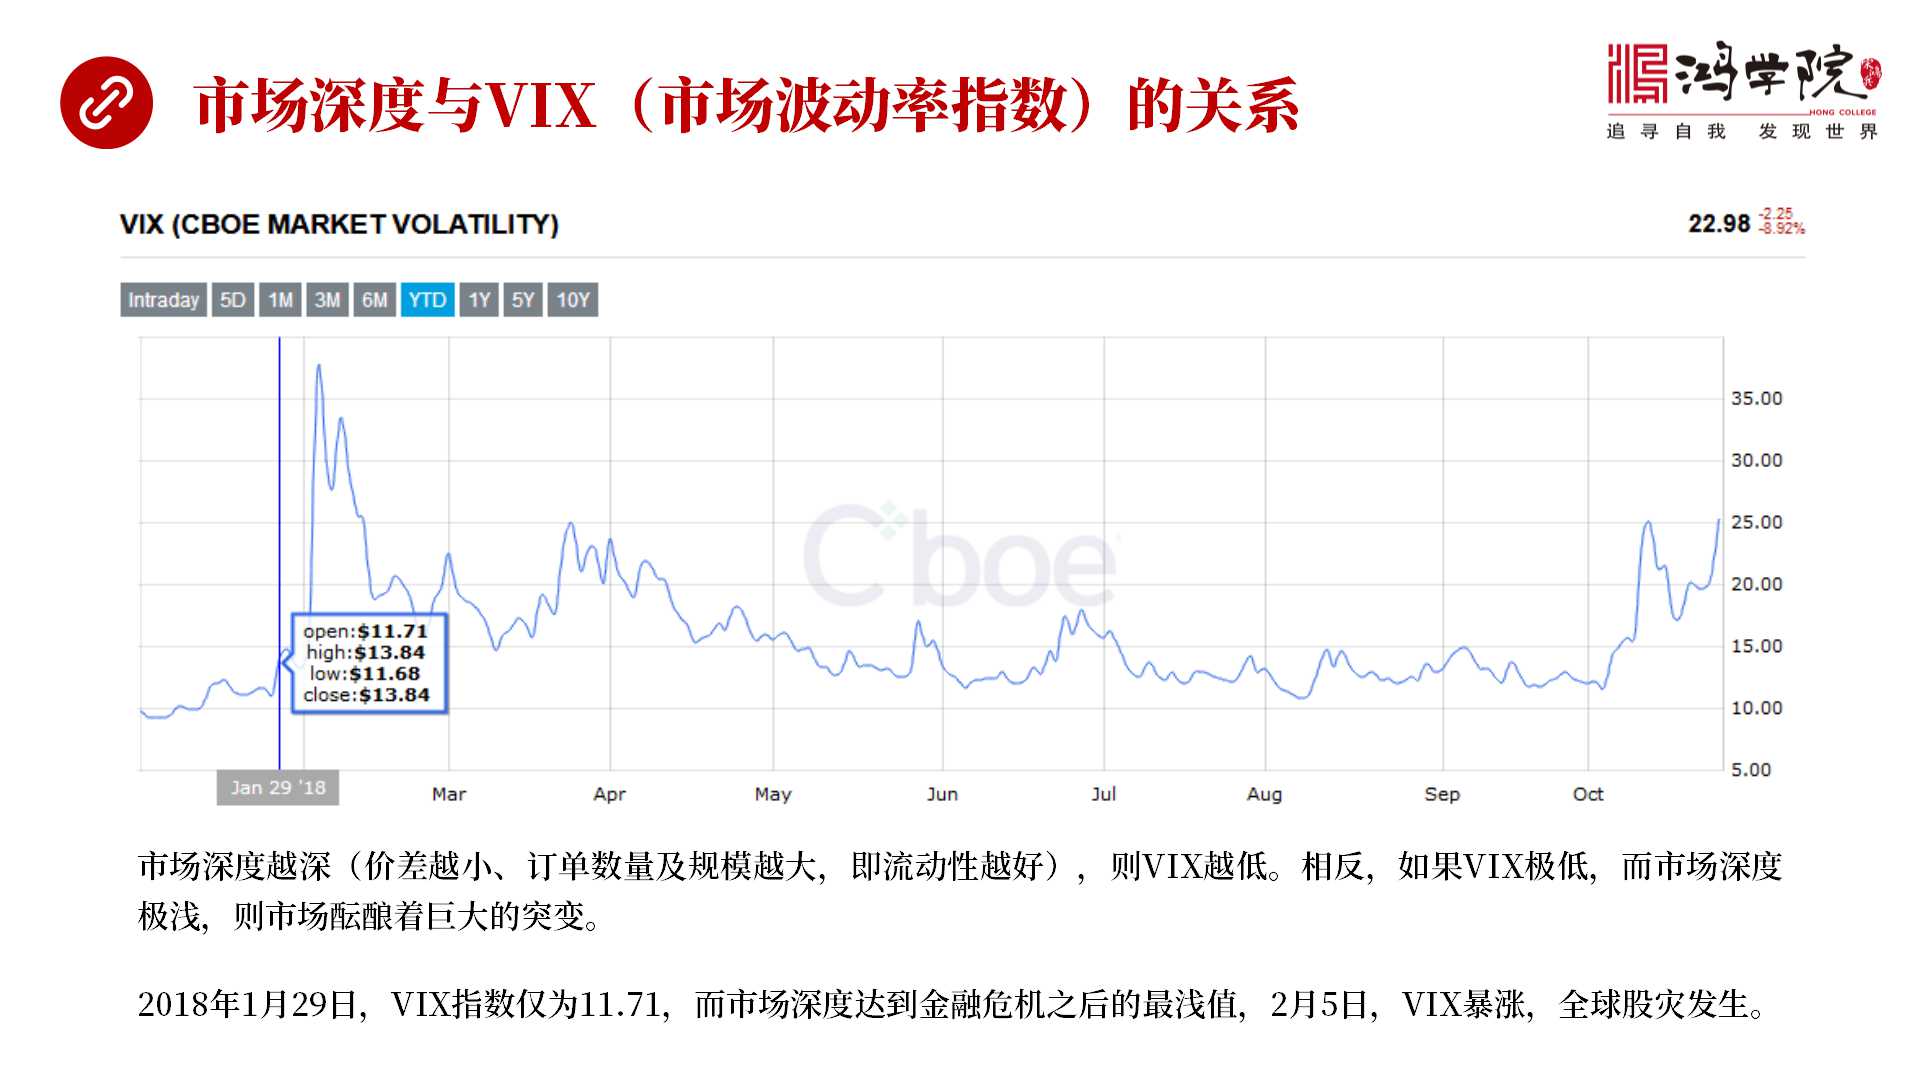 市场深度与VIX（市场波动率指数）的关系
鸿学院
HONG COLLEGE
追寻自我 发现世界
VIX (CBOE MARKET VOLATILITY)
22.98
-2.25
-8.92%
Intraday 5D 1M 3M 6M YTD 1Y 5Y 10Y
35.00
30.00
25.00
20.00
15.00
10.00
5.00
Cboe
open:$11.71
high:$13.84
low:$11.68
close:$13.84
Jan 29 '18 Mar Apr May Jun Jul Aug Sep Oct
市场深度越深（价差越小、订单数量及规模越大，即流动性越好），则VIX越低。相反，如果VIX极低，而市场深度
极浅，则市场酝酿着巨大的突变。
2018年1月29日，VIX指数仅为11.71，而市场深度达到金融危机之后的最浅值，2月5日，VIX暴涨，全球股灾发生。